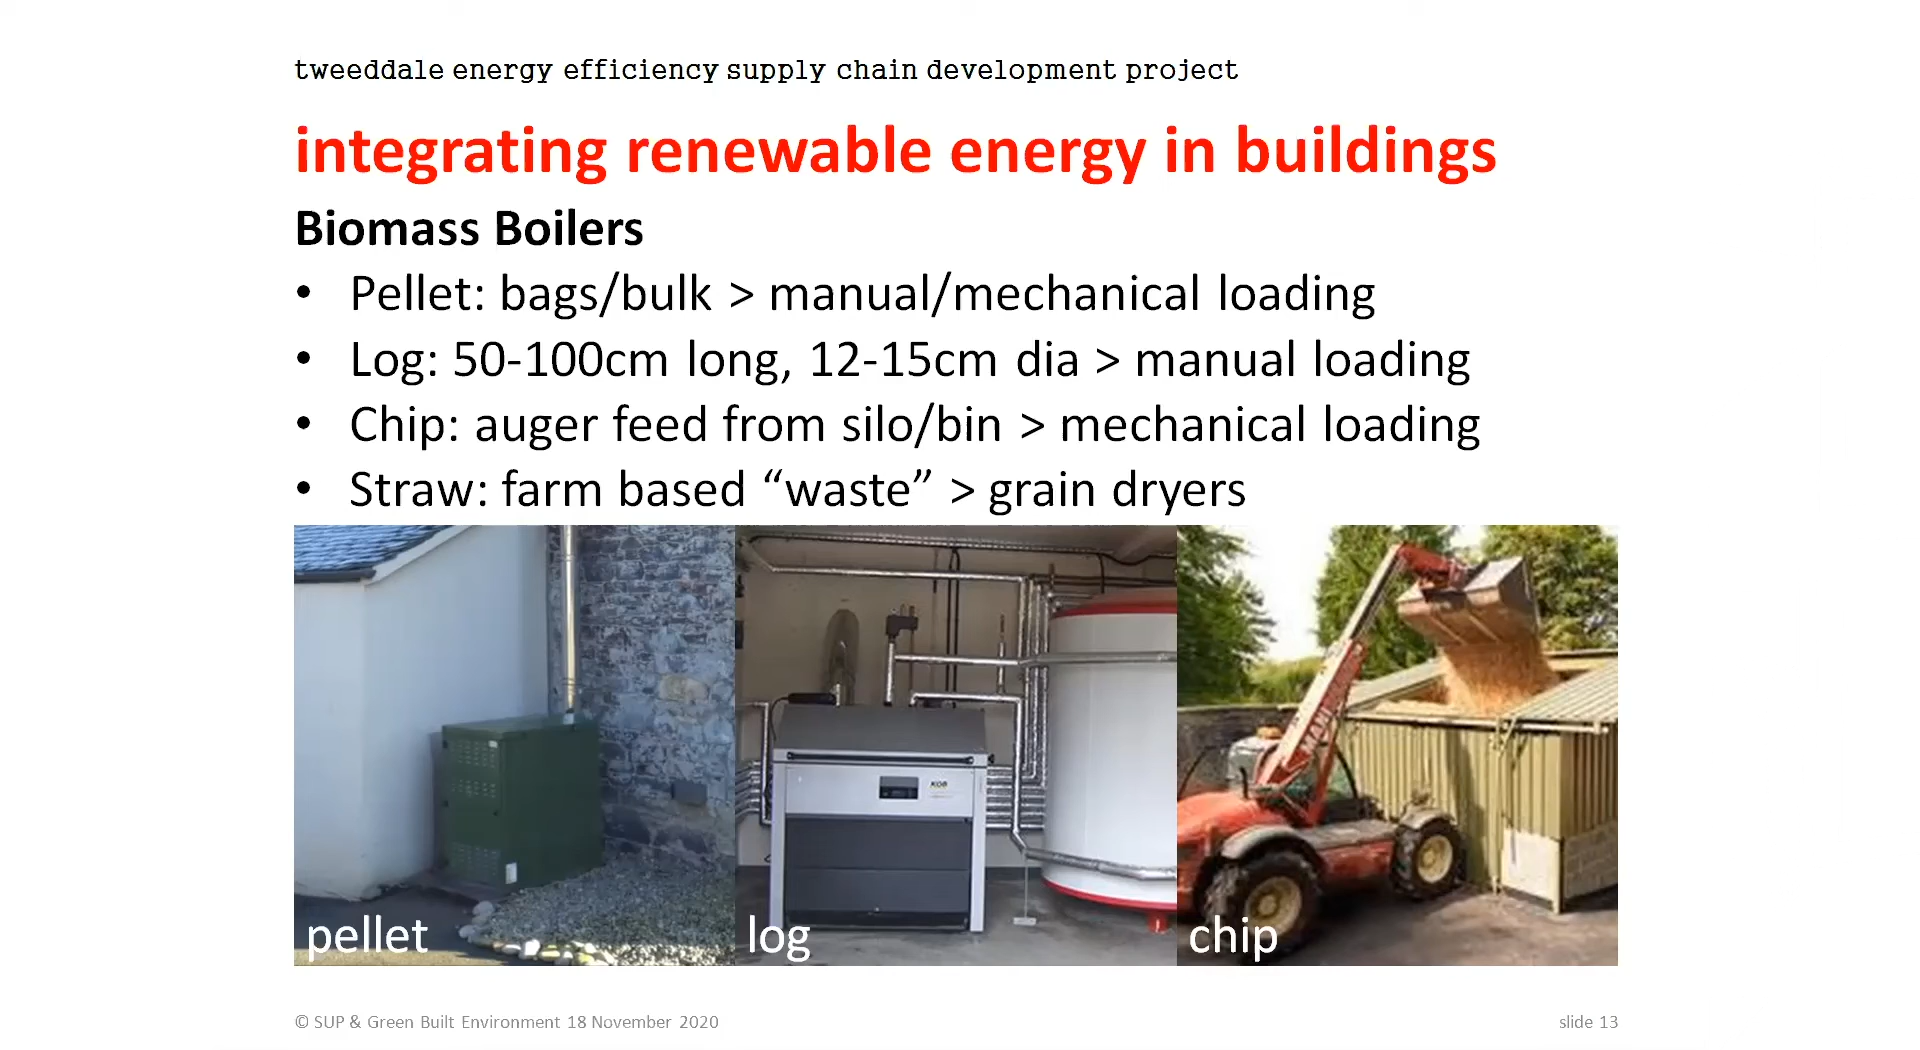 tweeddale energy efficiency supply chain development project
integrating renewable energy in buildings
Biomass Boilers
• Pellet: bags/bulk > manual/mechanical loading
• Log: 50-100cm long, 12-15cm dia > manual loading
• Chip: auger feed from silo/bin > mechanical loading
• Straw: farm based “waste” > grain dryers
pellet
log
chip
© SUP & Green Built Environment 18 November 2020
slide 13